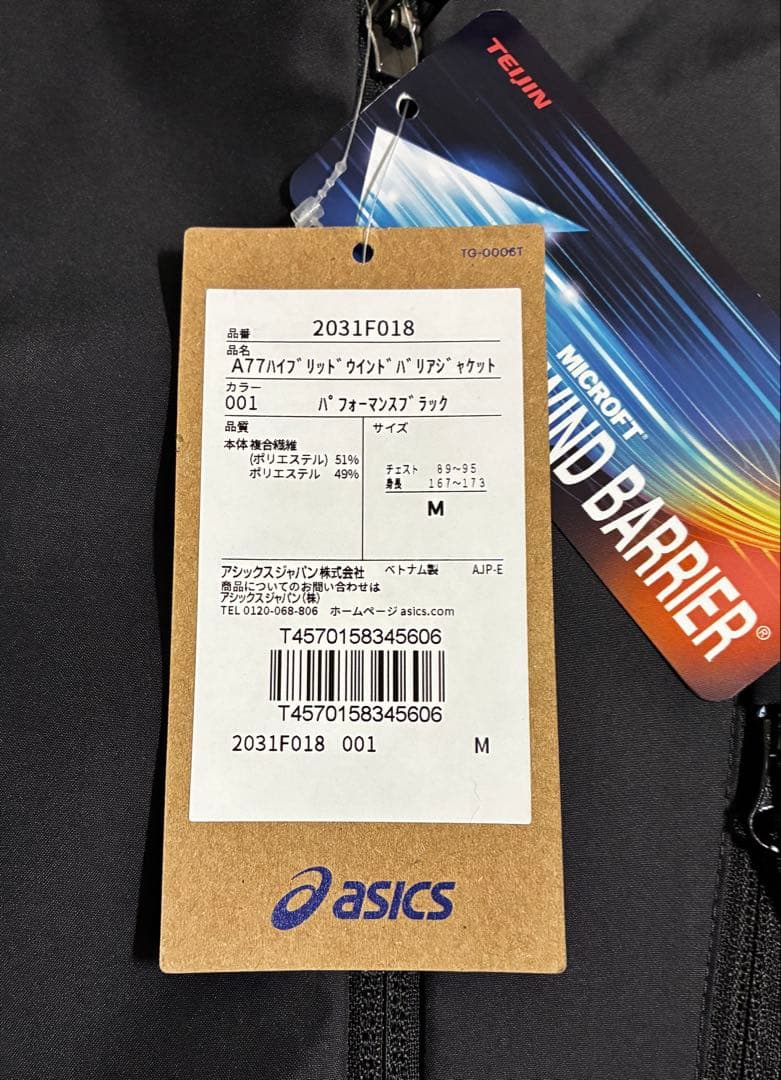 TEIJIN
TG-0006T
品番 2031F018
品名
A77ハイブリッドウインドバリアジャケット
カラー
001 パフォーマンスブラック
品質
本体 複合繊維
(ポリエステル) 51%
ポリエステル 49%
サイズ
チェスト 89~95
身長 167~173
M
アシックスジャパン株式会社 ベトナム製 AJP-E
商品についてのお問い合わせは
アシックスジャパン(株)
TEL 0120-068-806 ホームページ asics.com
T4570158345606
T4570158345606
2031F018 001 M
asics
MICROFT®
WIND BARRIER®